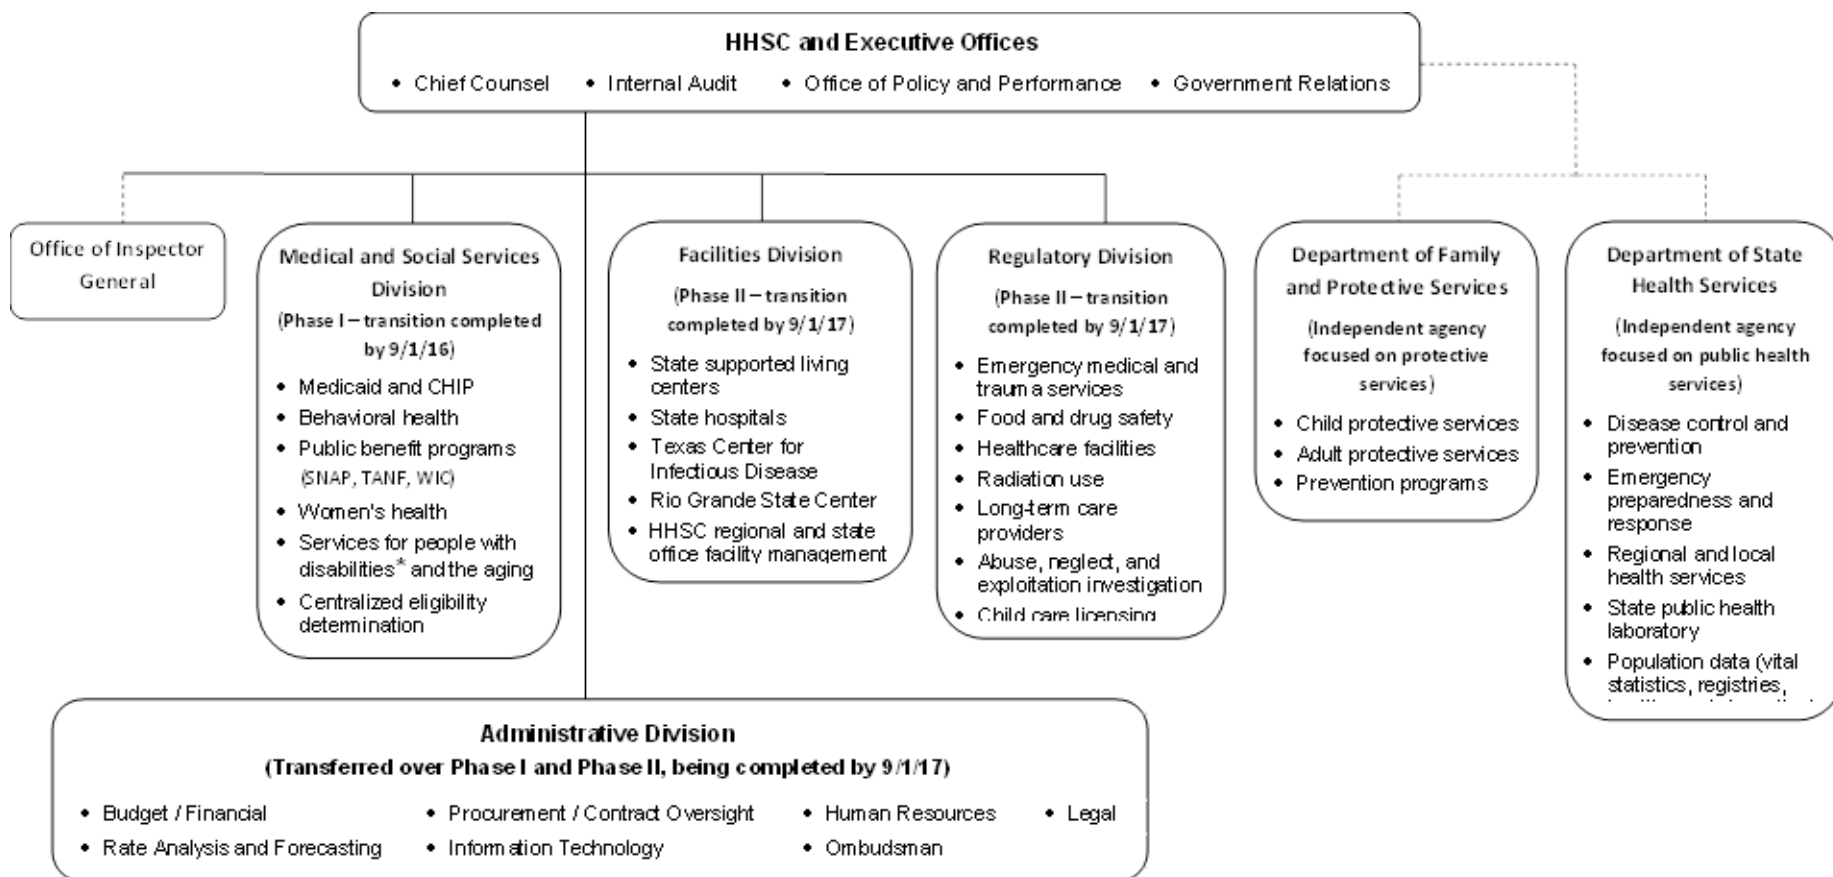 HHSC and Executive Offices
• Chief Counsel • Internal Audit • Office of Policy and Performance • Government Relations
Office of Inspector
General
Medical and Social Services
Division
(Phase I – transition completed
by 9/1/16)
• Medicaid and CHIP
• Behavioral health
• Public benefit programs
(SNAP, TANF, WIC)
• Women's health
• Services for people with
disabilities* and the aging
• Centralized eligibility
determination
Facilities Division
(Phase II – transition
completed by 9/1/17)
• State supported living
centers
• State hospitals
• Texas Center for
Infectious Disease
• Rio Grande State Center
• HHSC regional and state
office facility management
Regulatory Division
(Phase II – transition
completed by 9/1/17)
• Emergency medical and
trauma services
• Food and drug safety
• Healthcare facilities
• Radiation use
• Long-term care
providers
• Abuse, neglect, and
exploitation investigation
• Child care licensing
Department of Family
and Protective Services
(Independent agency
focused on protective
services)
• Child protective services
• Adult protective services
• Prevention programs
Department of State
Health Services
(Independent agency
focused on public health
services)
• Disease control and
prevention
• Emergency
preparedness and
response
• Regional and local
health services
• State public health
laboratory
• Population data (vital
statistics, registries,
Administrative Division
(Transferred over Phase I and Phase II, being completed by 9/1/17)
• Budget / Financial • Procurement / Contract Oversight • Human Resources • Legal
• Rate Analysis and Forecasting • Information Technology • Ombudsman